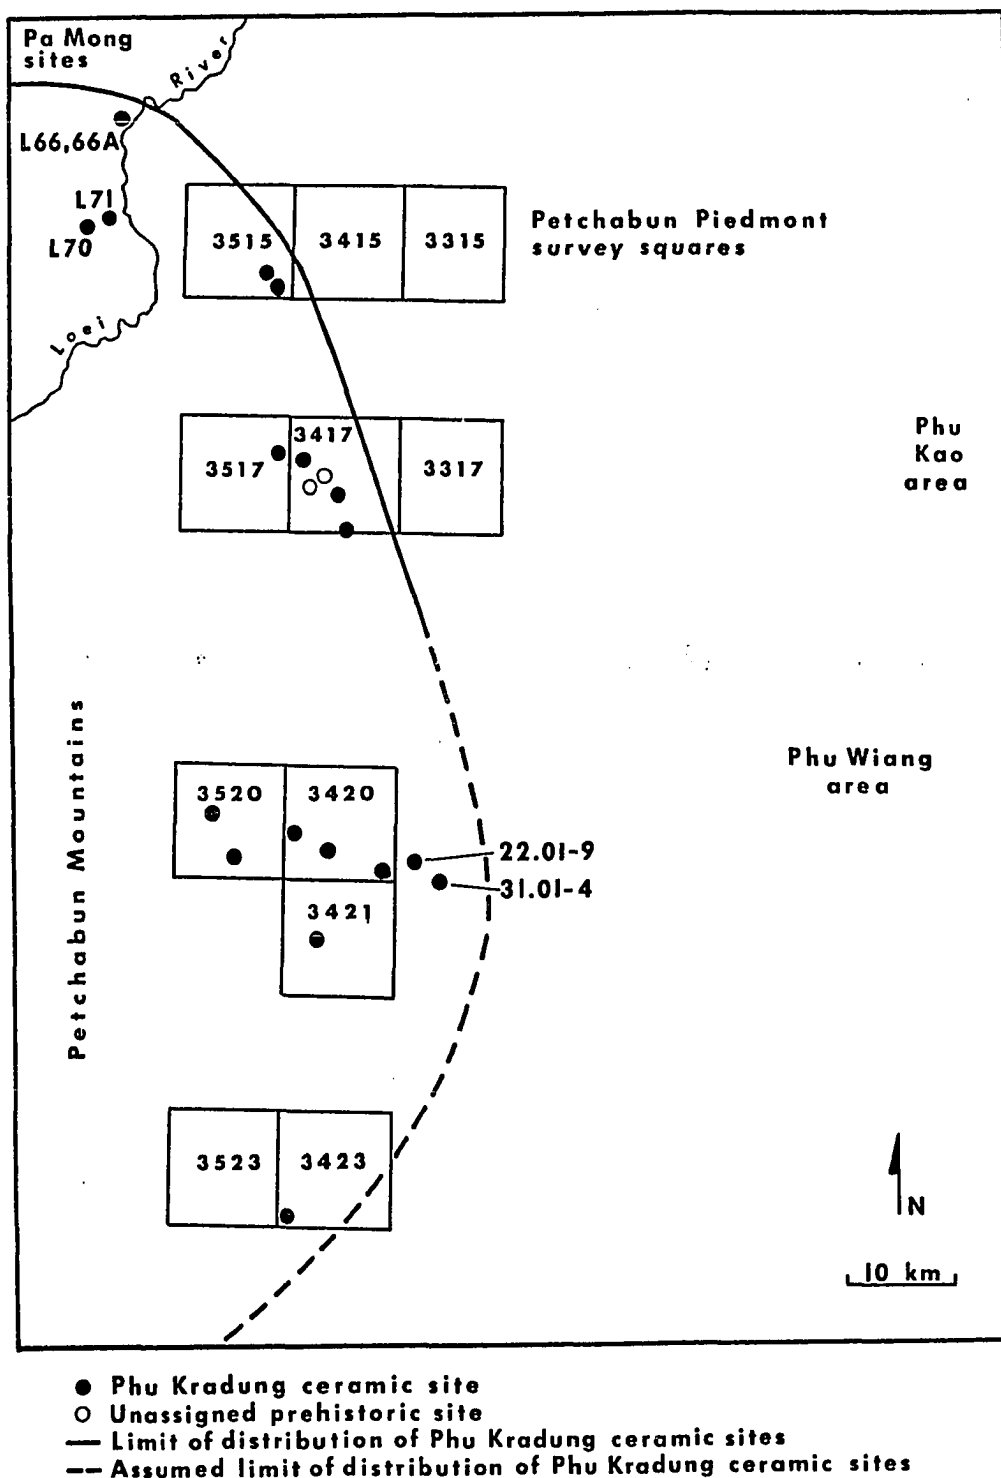 Pa Mong
sites
River
L66,66A
L71
L70
Loei
3515
3415
3315
Petchabun Piedmont
survey squares
3517
3417
3317
Phu
Kao
area
Petchabun Mountains
Phu Wiang
area
3520
3420
22.01-9
31.01-4
3421
3523
3423
N
10 km
Phu Kradung ceramic site
Unassigned prehistoric site
Limit of distribution of Phu Kradung ceramic sites
Assumed limit of distribution of Phu Kradung ceramic sites